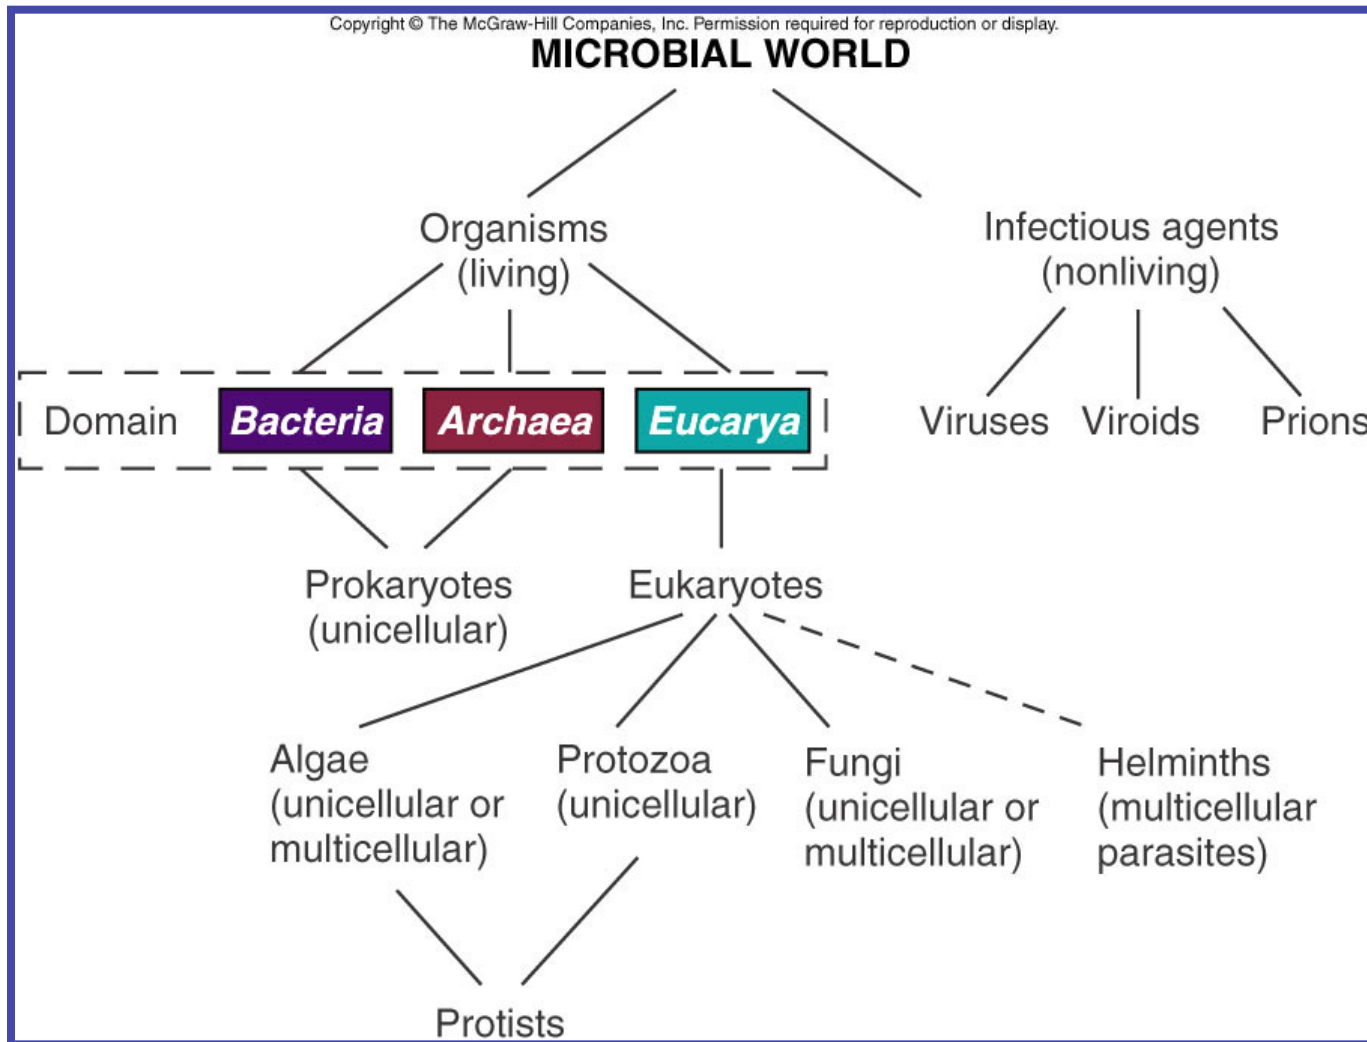 Copyright © The McGraw-Hill Companies, Inc. Permission required for reproduction or display.
MICROBIAL WORLD
Organisms
(living)
Infectious agents
(nonliving)
Domain
Bacteria
Archaea
Eucarya
Viruses
Viroids
Prions
Prokaryotes
(unicellular)
Eukaryotes
Algae
(unicellular or
multicellular)
Protozoa
(unicellular)
Fungi
(unicellular or
multicellular)
Helminths
(multicellular
parasites)
Protists